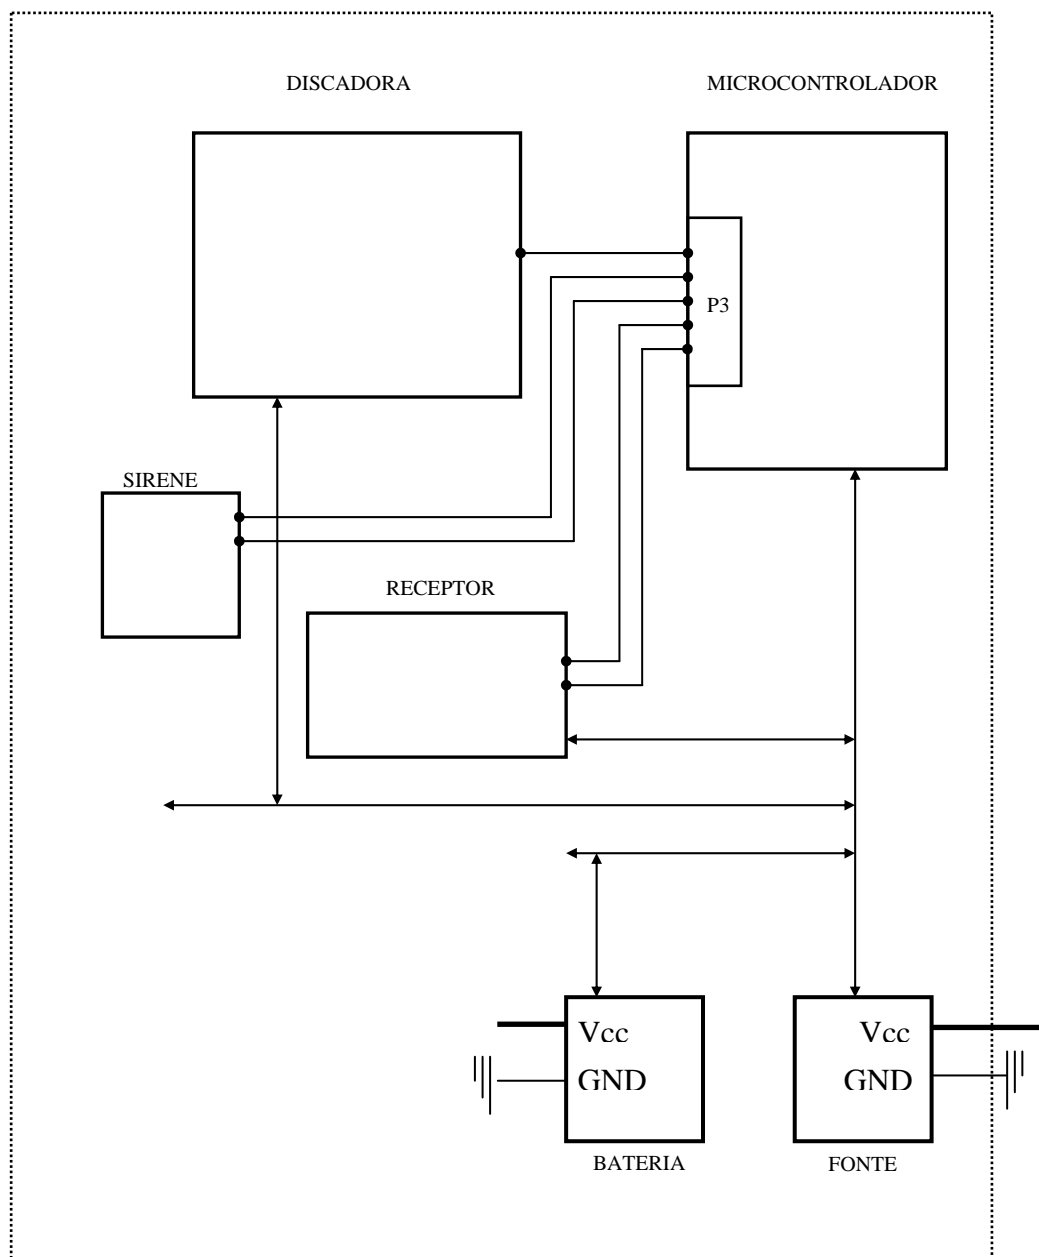 DISCADORA
MICROCONTROLADOR
P3
SIRENE
RECEPTOR
Vcc
GND
Vcc
GND
BATERIA
FONTE